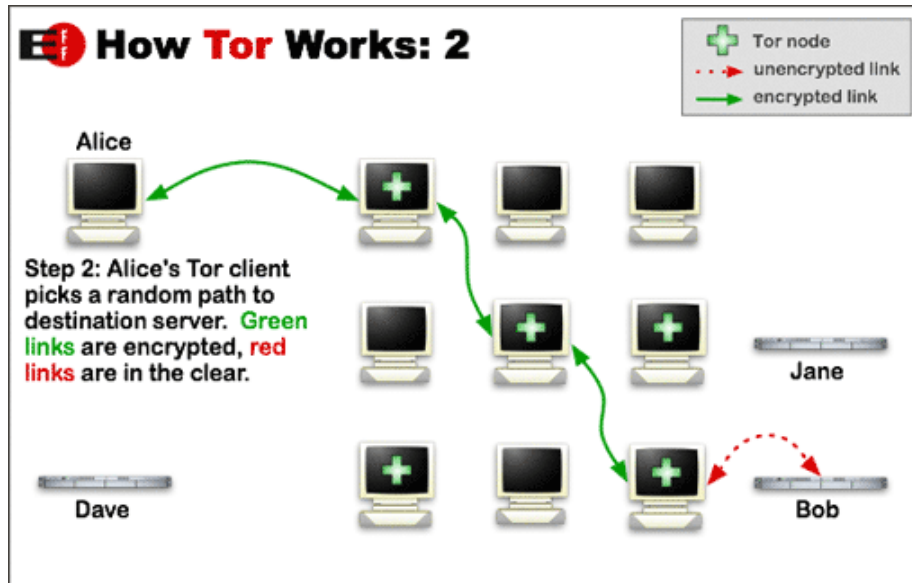 EFF How Tor Works: 2
Tor node
unencrypted link
encrypted link
Alice
Step 2: Alice's Tor client
picks a random path to
destination server. Green
links are encrypted, red
links are in the clear.
Jane
Dave
Bob